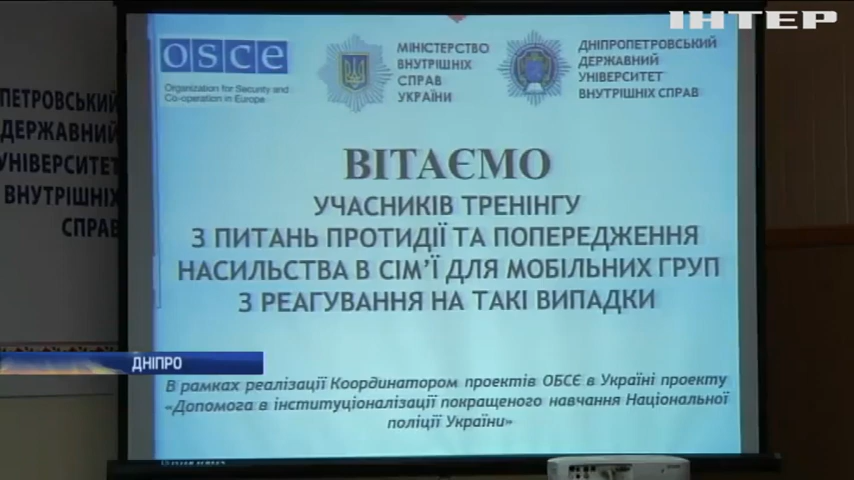 ІНТЕР
osce
Organization for Security and
Co-operation in Europe
МІНІСТЕРСТВО
ВНУТРІШНІХ
СПРАВ
УКРАЇНИ
ДНІПРОПЕТРОВСЬКИЙ
ДЕРЖАВНИЙ
УНІВЕРСИТЕТ
ВНУТРІШНІХ СПРАВ
ПЕТРОВСЬКИЙ
ДЕРЖАВНИЙ
УНІВЕРСИТЕТ
ВНУТРІШНІХ
СПРАВ
ВІТАЄМО
УЧАСНИКІВ ТРЕНІНГУ
З ПИТАНЬ ПРОТИДІЇ ТА ПОПЕРЕДЖЕННЯ
НАСИЛЬСТВА В СІМ’Ї ДЛЯ МОБІЛЬНИХ ГРУП
З РЕАГУВАННЯ НА ТАКІ ВИПАДКИ
ДНІПРО
В рамках реалізації Координатором проектів ОБСЄ в Україні проекту
«Допомога в інституціоналізації покращеного навчання Національної
поліції України»